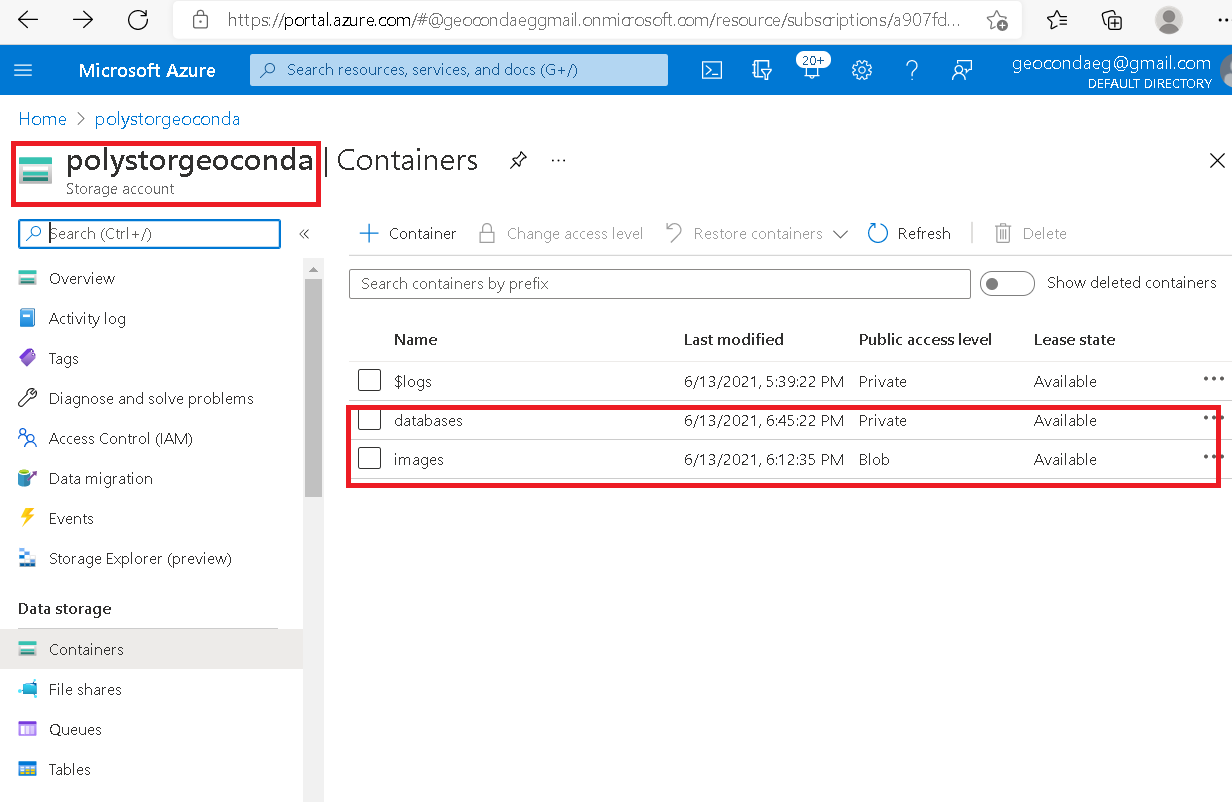 https://portal.azure.com/#@geocondaeggmail.onmicrosoft.com/resource/subscriptions/a907fd...
Microsoft Azure
Search resources, services, and docs (G+/)
20+
geocondaeg@gmail.com
DEFAULT DIRECTORY
Home > polystorgeoconda
polystorgeoconda | Containers
Storage account
Search (Ctrl+/)
Container Change access level Restore containers Refresh Delete
Search containers by prefix
Show deleted containers
Overview
Activity log
Tags
Diagnose and solve problems
Access Control (IAM)
Data migration
Events
Storage Explorer (preview)
Data storage
Containers
File shares
Queues
Tables
Name Last modified Public access level Lease state
$logs 6/13/2021, 5:39:22 PM Private Available
databases 6/13/2021, 6:45:22 PM Private Available
images 6/13/2021, 6:12:35 PM Blob Available